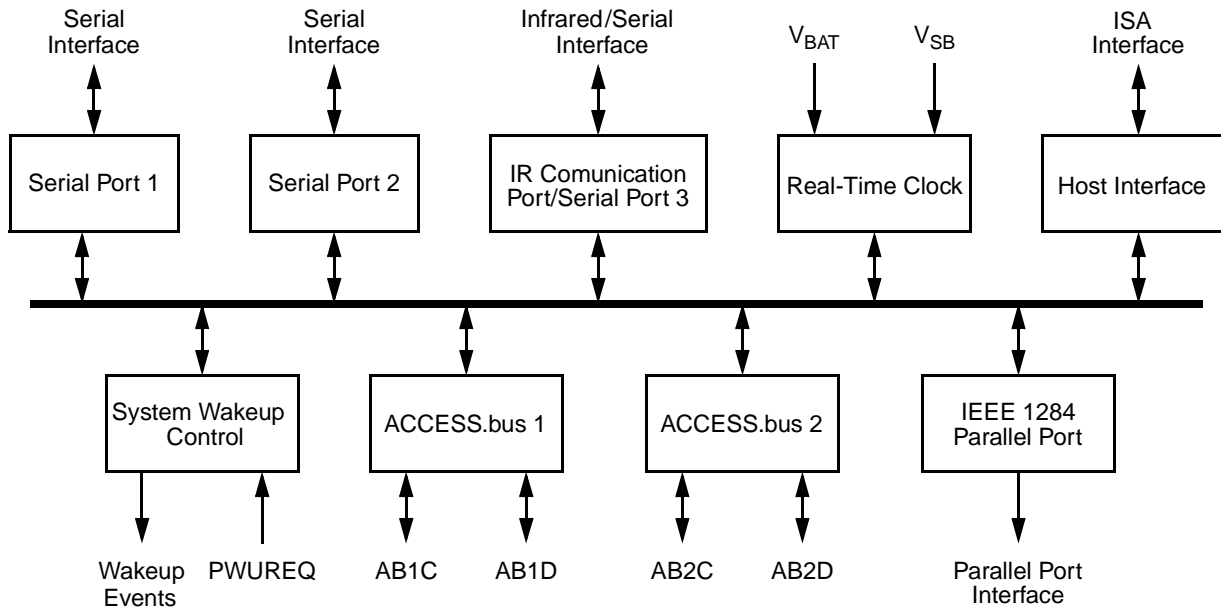 Serial
Interface
Serial
Interface
Infrared/Serial
Interface
VBAT
VSB
ISA
Interface
Serial Port 1
Serial Port 2
IR Comunication
Port/Serial Port 3
Real-Time Clock
Host Interface
System Wakeup
Control
ACCESS.bus 1
ACCESS.bus 2
IEEE 1284
Parallel Port
Wakeup
Events
PWUREQ
AB1C
AB1D
AB2C
AB2D
Parallel Port
Interface